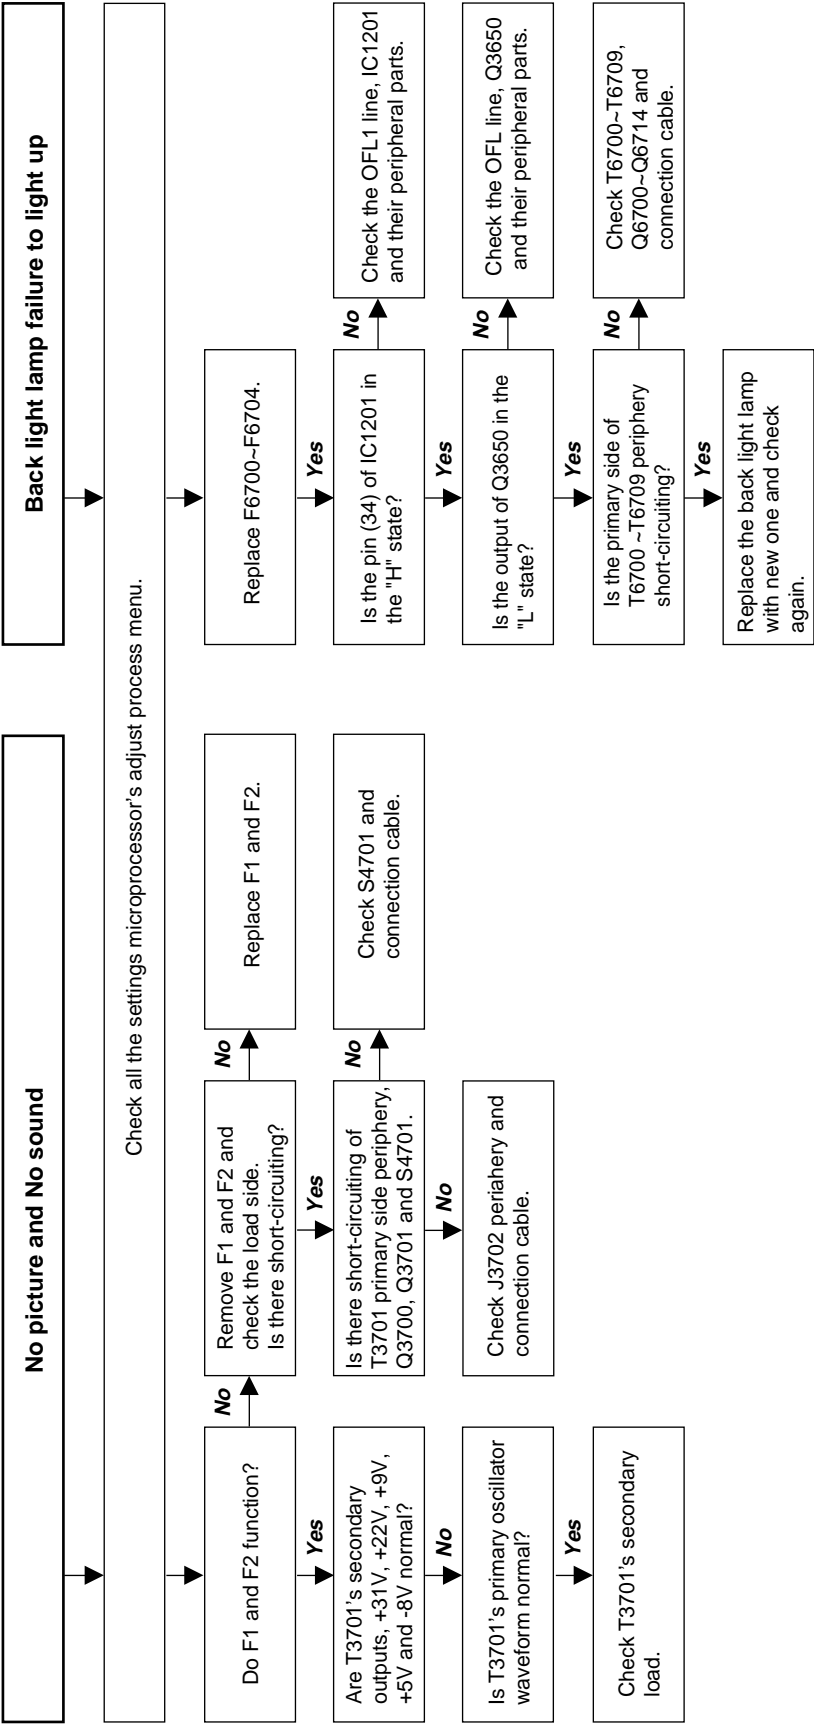 No picture and No sound
Check all the settings microprocessor's adjust process menu.
Do F1 and F2 function?
No
Remove F1 and F2 and
check the load side.
Is there short-circuiting?
No
Replace F1 and F2.
Yes
Yes
Are T3701's secondary
outputs, +31V, +22V, +9V,
+5V and -8V normal?
Is there short-circuiting of
T3701 primary side periphery,
Q3700, Q3701 and S4701.
No
Check S4701 and
connection cable.
No
No
Is T3701's primary oscillator
waveform normal?
Check J3702 periahery and
connection cable.
Yes
Check T3701's secondary
load.
Back light lamp failure to light up
Replace F6700~F6704.
Yes
Is the pin (34) of IC1201 in
the "H" state?
No
Check the OFL1 line, IC1201
and their peripheral parts.
Yes
Is the output of Q3650 in the
"L" state?
No
Check the OFL line, Q3650
and their peripheral parts.
Yes
Is the primary side of
T6700 ~T6709 periphery
short-circuiting?
No
Check T6700~T6709,
Q6700~Q6714 and
connection cable.
Yes
Replace the back light lamp
with new one and check
again.